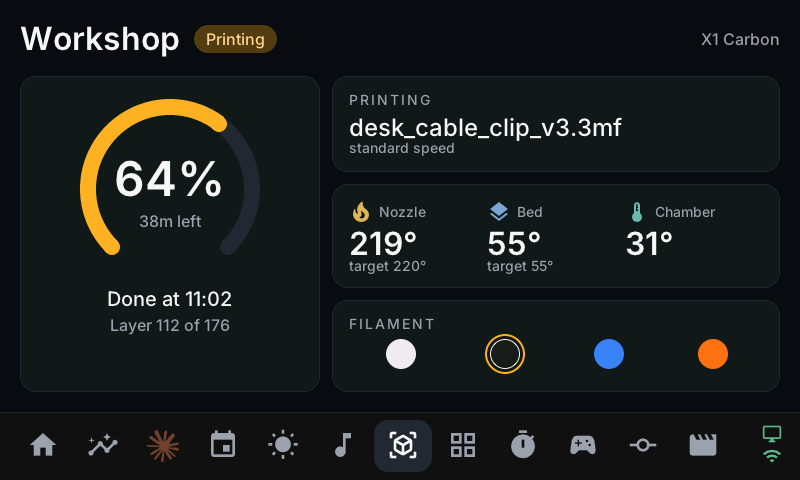 Workshop
Printing
X1 Carbon
64%
38m left
Done at 11:02
Layer 112 of 176
PRINTING
desk_cable_clip_v3.3mf
standard speed
Nozzle
219°
target 220°
Bed
55°
target 55°
Chamber
31°
FILAMENT